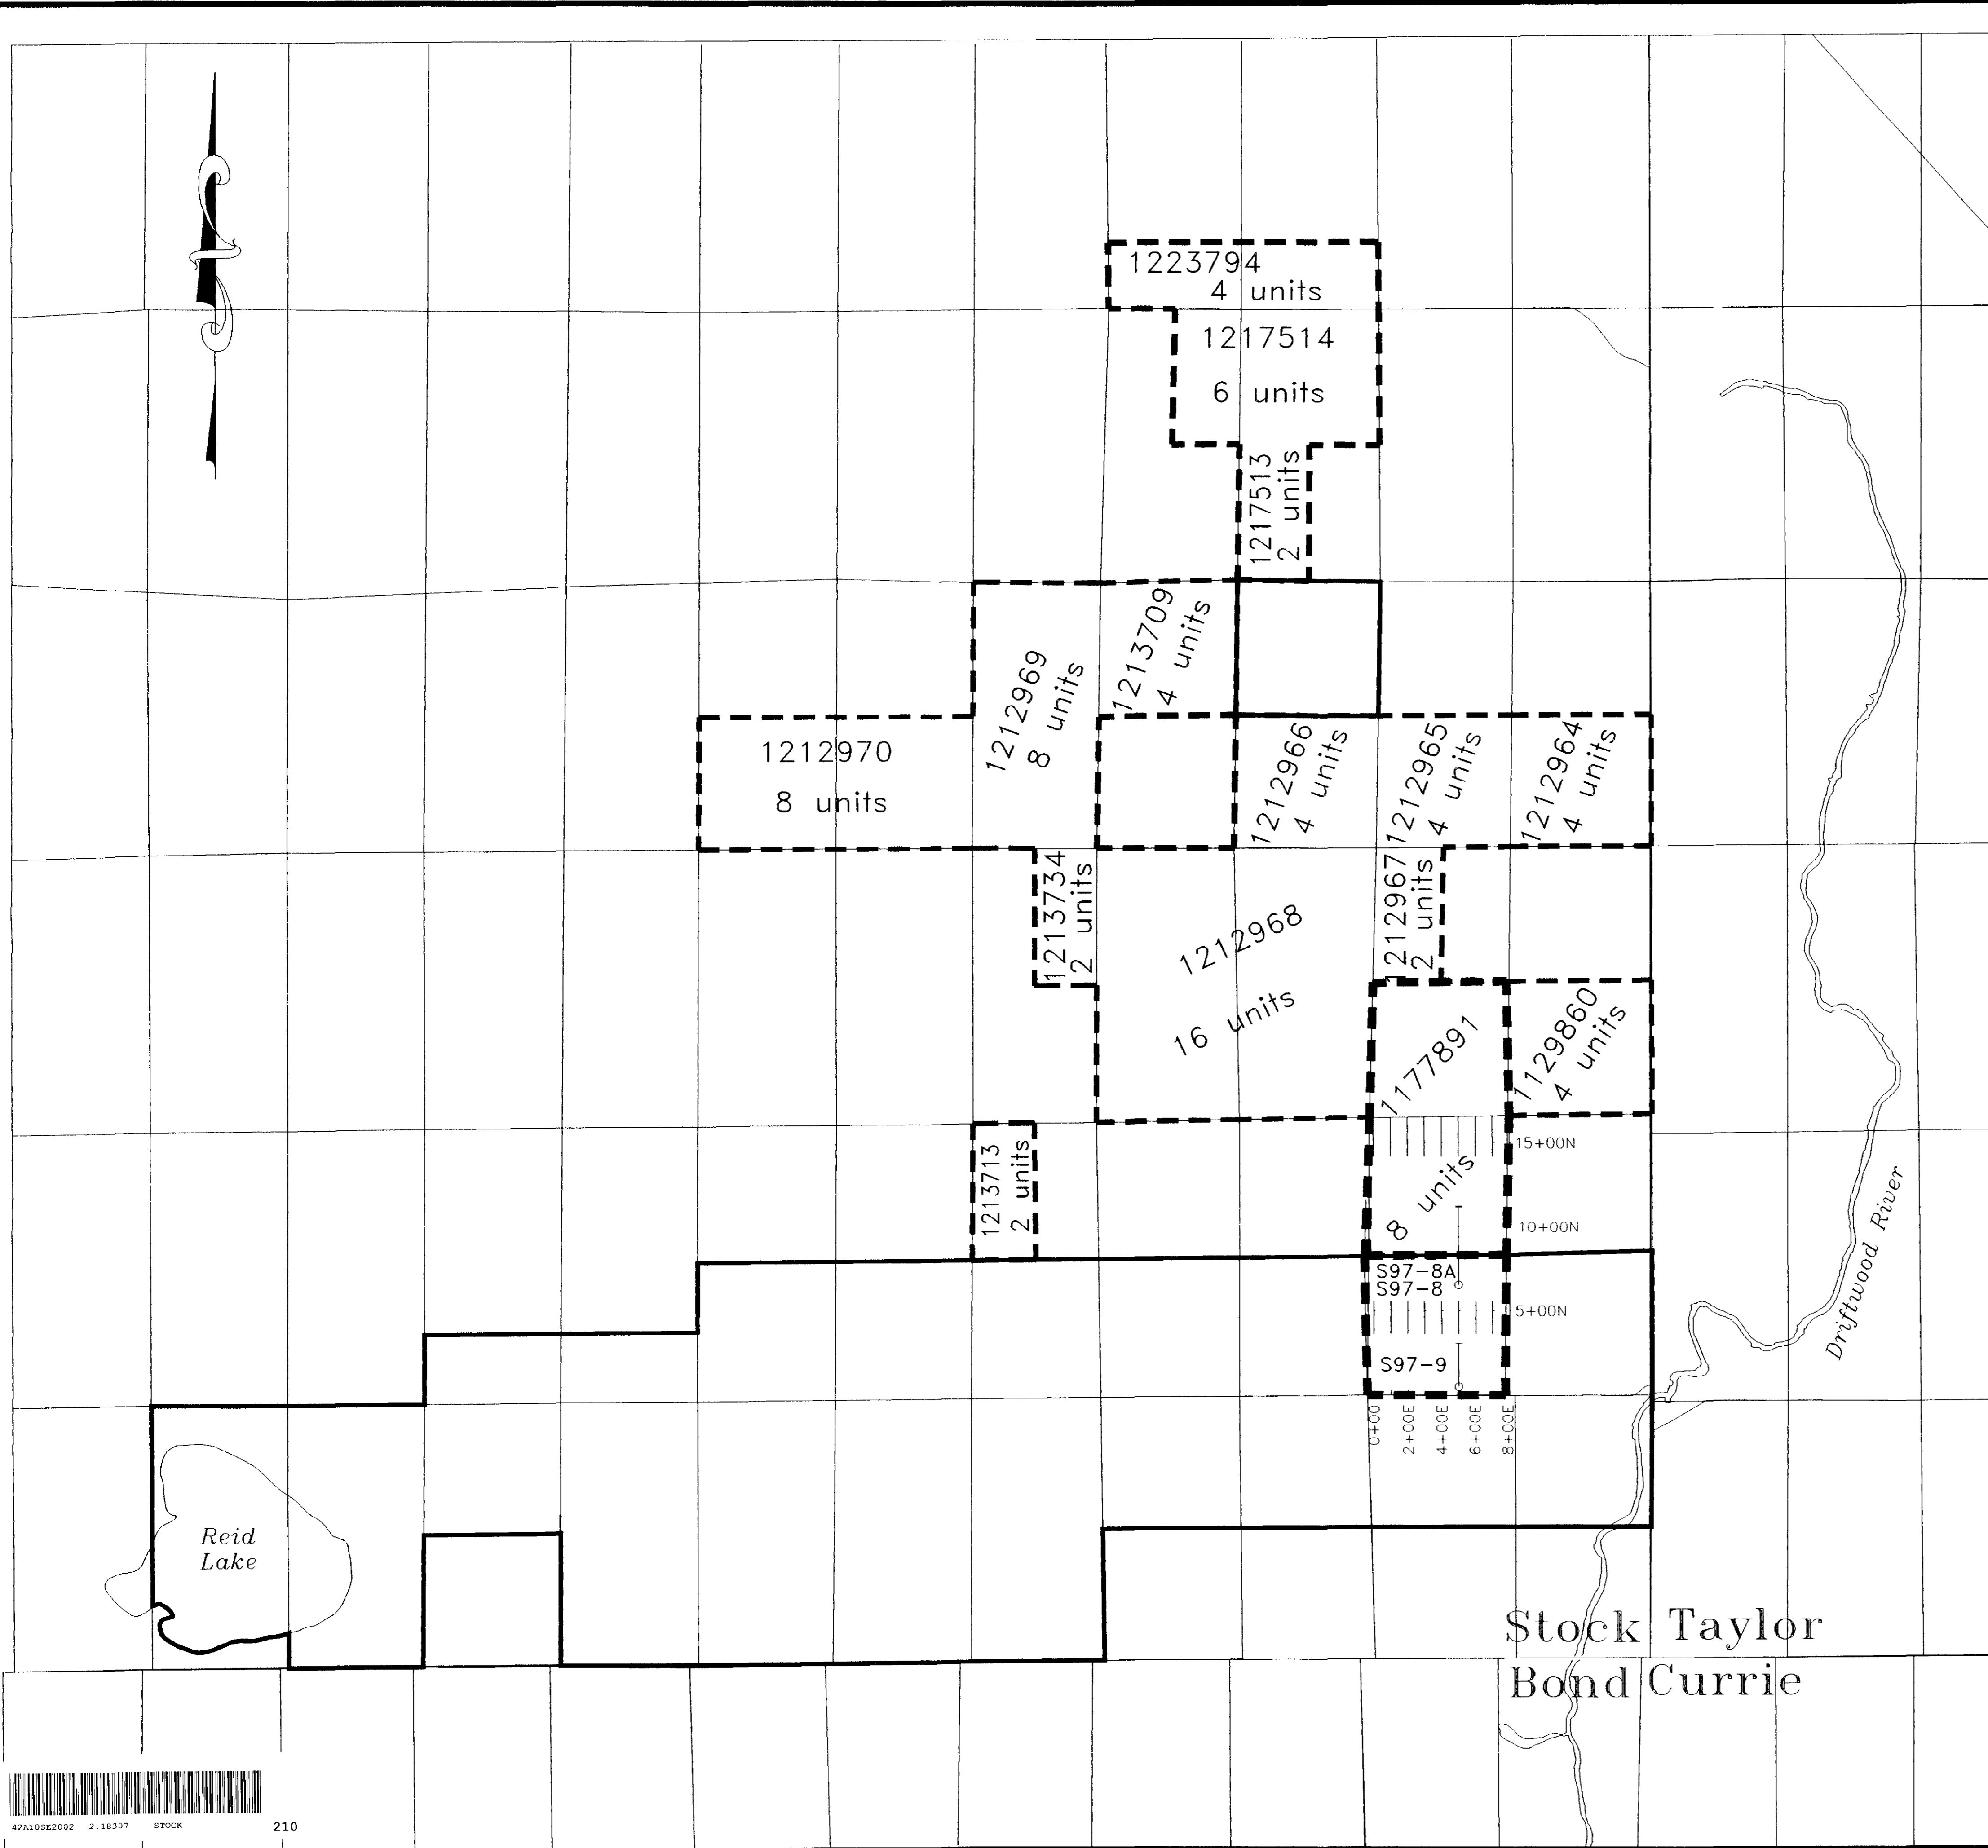 1223794
4 units
1217514
6 units
1217513
2 units
1213709
4 units
1212969
8 units
1212970
8 units
1212966
4 units
1212965
4 units
1212964
4 units
1213734
2 units
1212968
16 units
1212967
2 units
1177891
8 units
1129860
4 units
1213713
2 units
15+00N
10+00N
5+00N
S97-8A
S97-8
S97-9
0+00
2+00E
4+00E
6+00E
8+00E
Driftwood River
Reid
Lake
Stock Taylor
Bond Currie
42A10SE2002 2.18307 STOCK
210